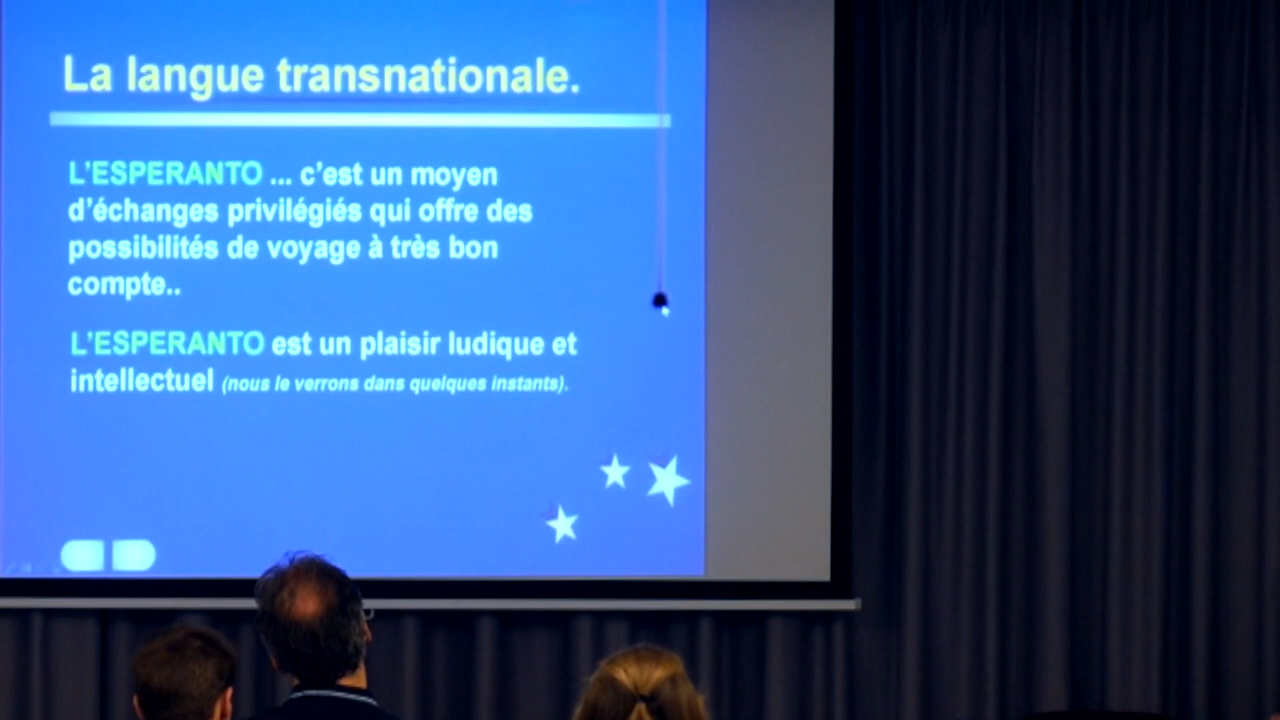 La langue transnationale.
L'ESPERANTO ... c'est un moyen
d'échanges privilégiés qui offre des
possibilités de voyage à très bon
compte..
L'ESPERANTO est un plaisir ludique et
intellectuel (nous le verrons dans quelques instants).